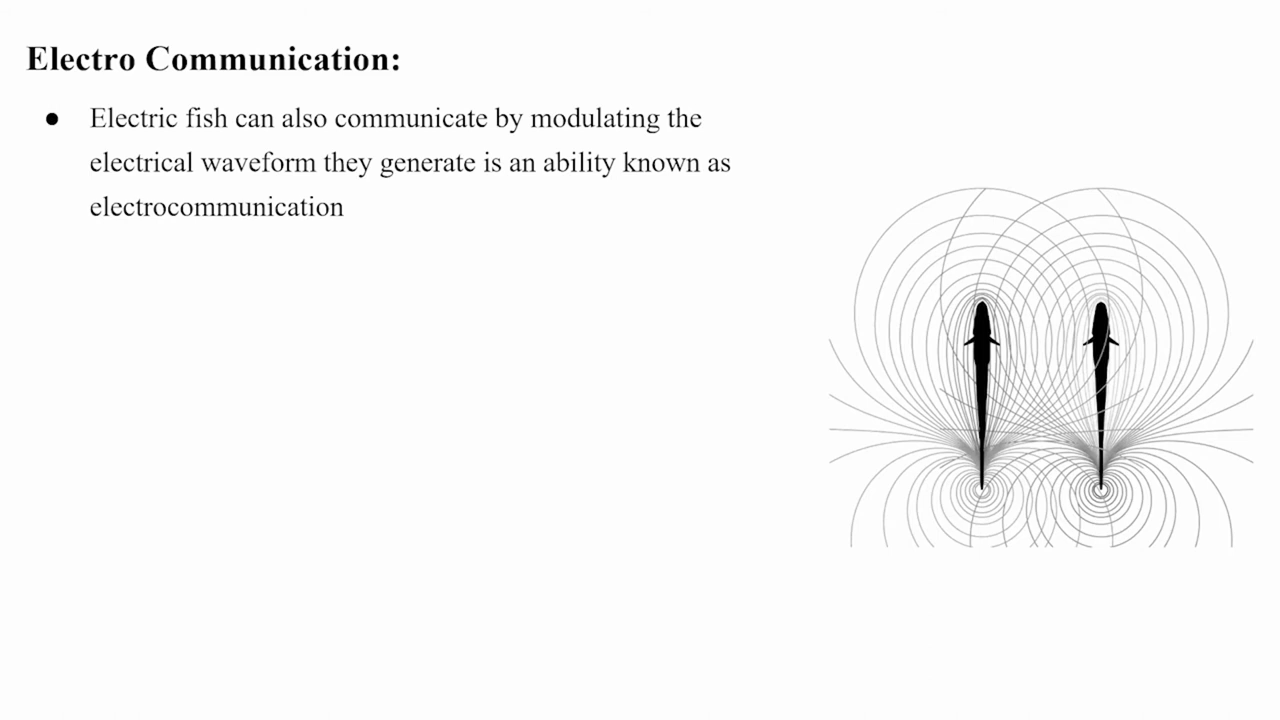 Electro Communication:
● Electric fish can also communicate by modulating the
electrical waveform they generate is an ability known as
electrocommunication